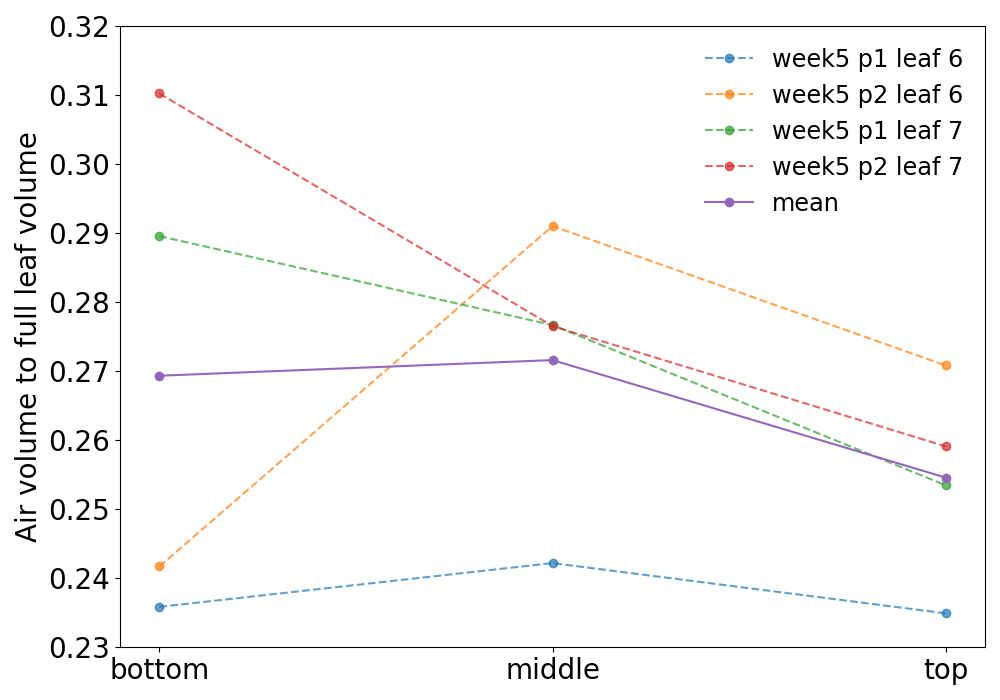 0.32
0.31
0.30
0.29
0.28
0.27
0.26
0.25
0.24
0.23
Air volume to full leaf volume
bottom
middle
top
week5 p1 leaf 6
week5 p2 leaf 6
week5 p1 leaf 7
week5 p2 leaf 7
mean